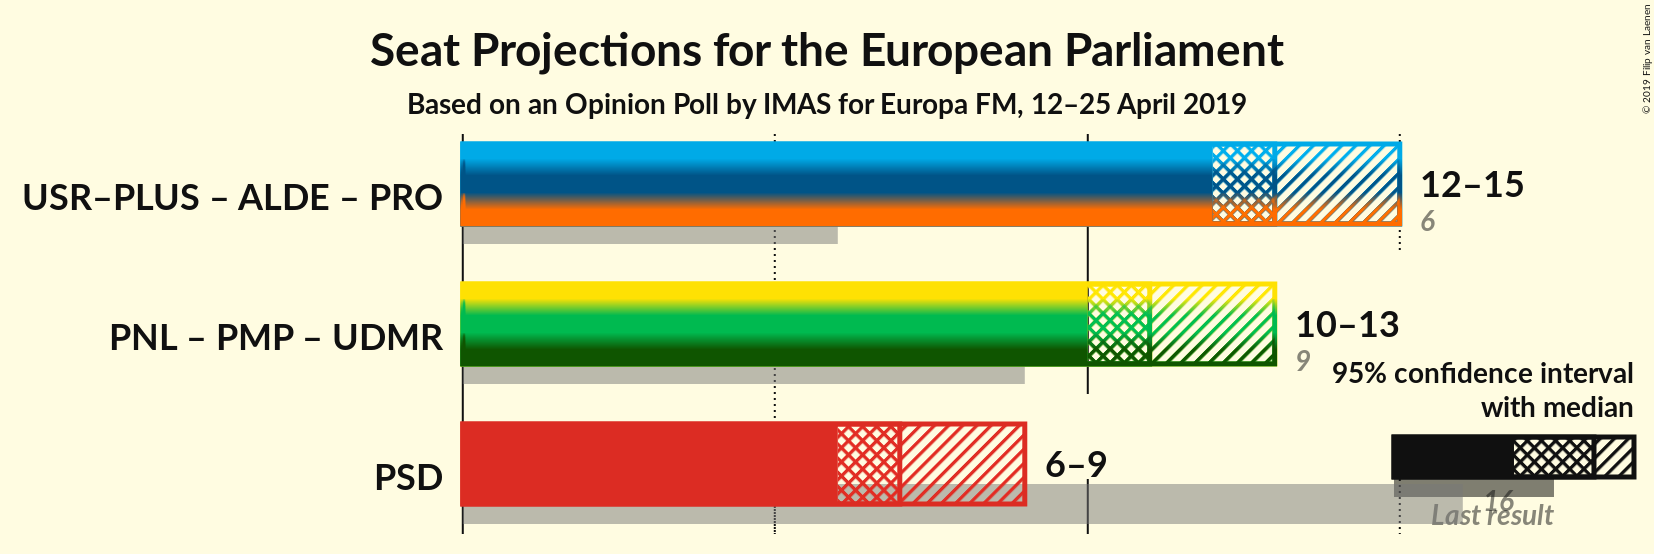 Seat Projections for the European Parliament
Based on an Opinion Poll by IMAS for Europa FM, 12–25 April 2019
© 2019 Filip van Laenen
USR–PLUS – ALDE – PRO
12–15
6
PNL – PMP – UDMR
10–13
9
95% confidence interval
with median
PSD
6–9
16
Last result